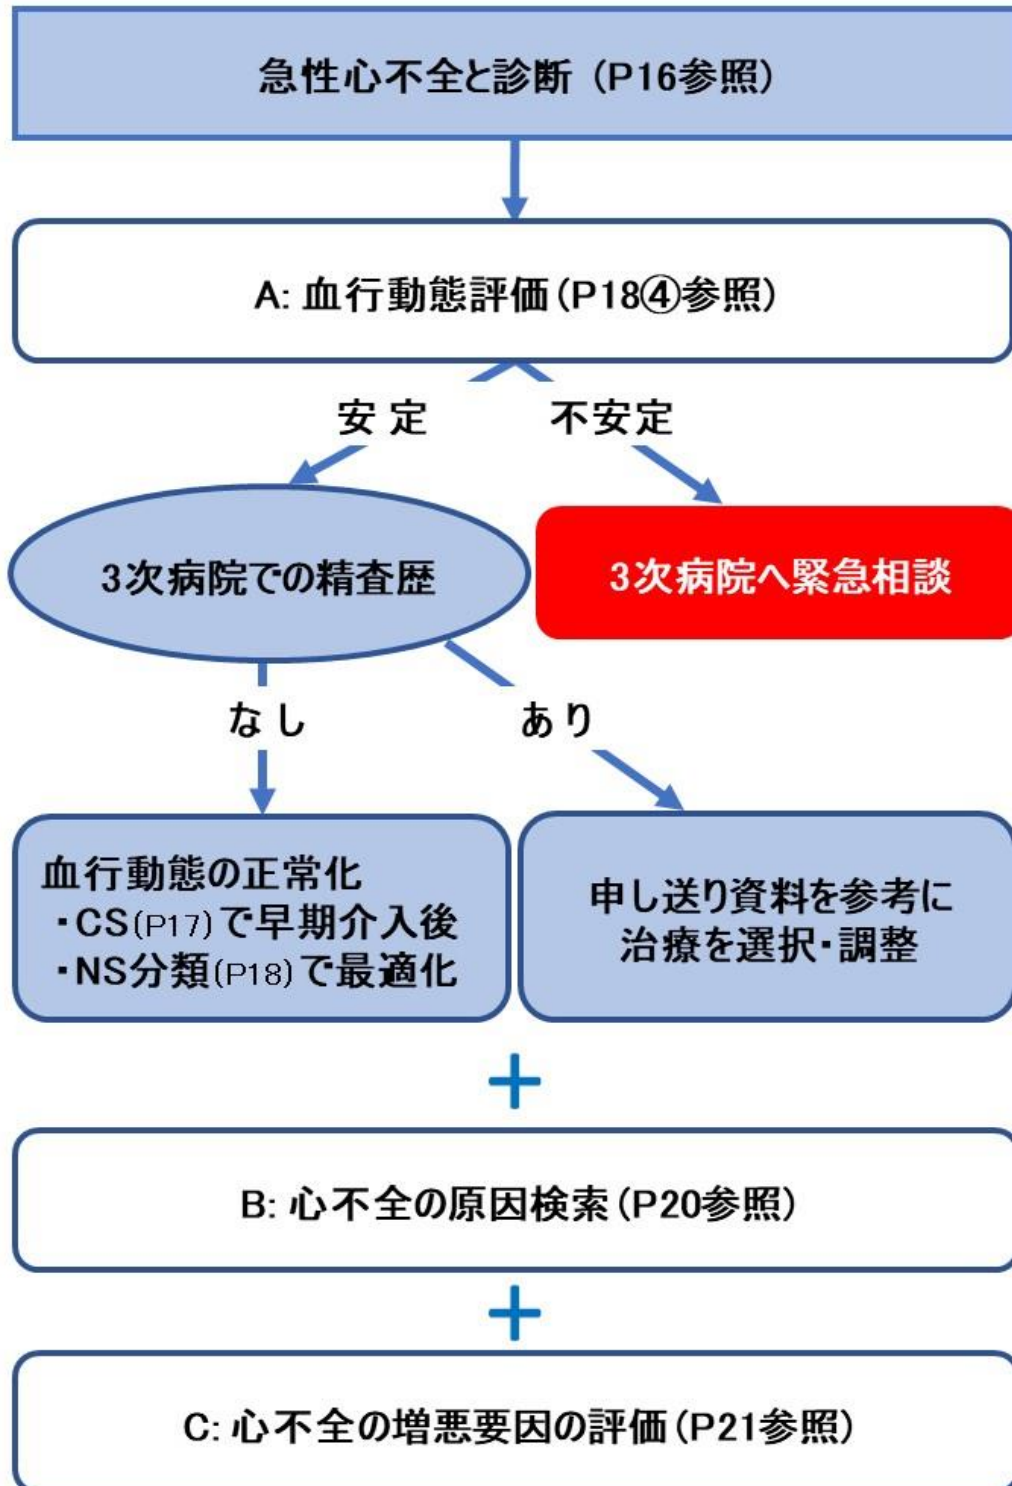 急性心不全と診断 (P16参照)
A: 血行動態評価(P18④参照)
安 定
不安定
3次病院での精査歴
3次病院へ緊急相談
な し
あ り
血行動態の正常化
・CS(P17)で早期介入後
・NS分類(P18)で最適化
申し送り資料を参考に
治療を選択・調整
+
B: 心不全の原因検索(P20参照)
+
C: 心不全の増悪要因の評価(P21参照)